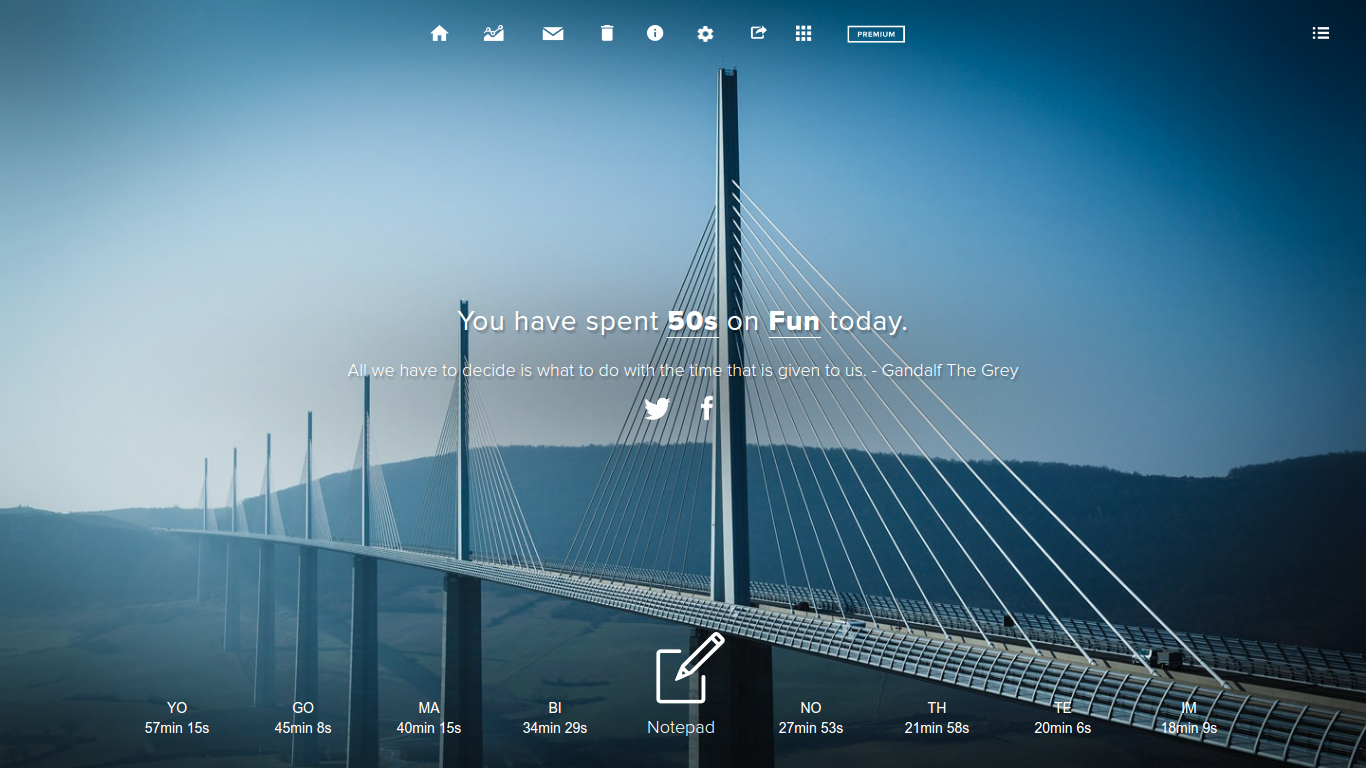 PREMIUM
You have spent 50s on Fun today.
All we have to decide is what to do with the time that is given to us. - Gandalf The Grey
YO
57min 15s
GO
45min 8s
MA
40min 15s
BI
34min 29s
Notepad
NO
27min 53s
TH
21min 58s
TE
20min 6s
IM
18min 9s